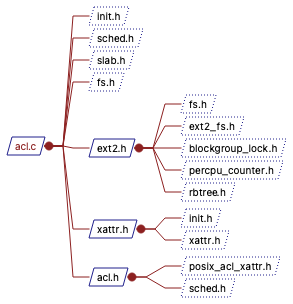 init.h
sched.h
slab.h
fs.h
acl.c
ext2.h
fs.h
ext2_fs.h
blockgroup_lock.h
percpu_counter.h
rbtree.h
xattr.h
init.h
xattr.h
acl.h
posix_acl_xattr.h
sched.h